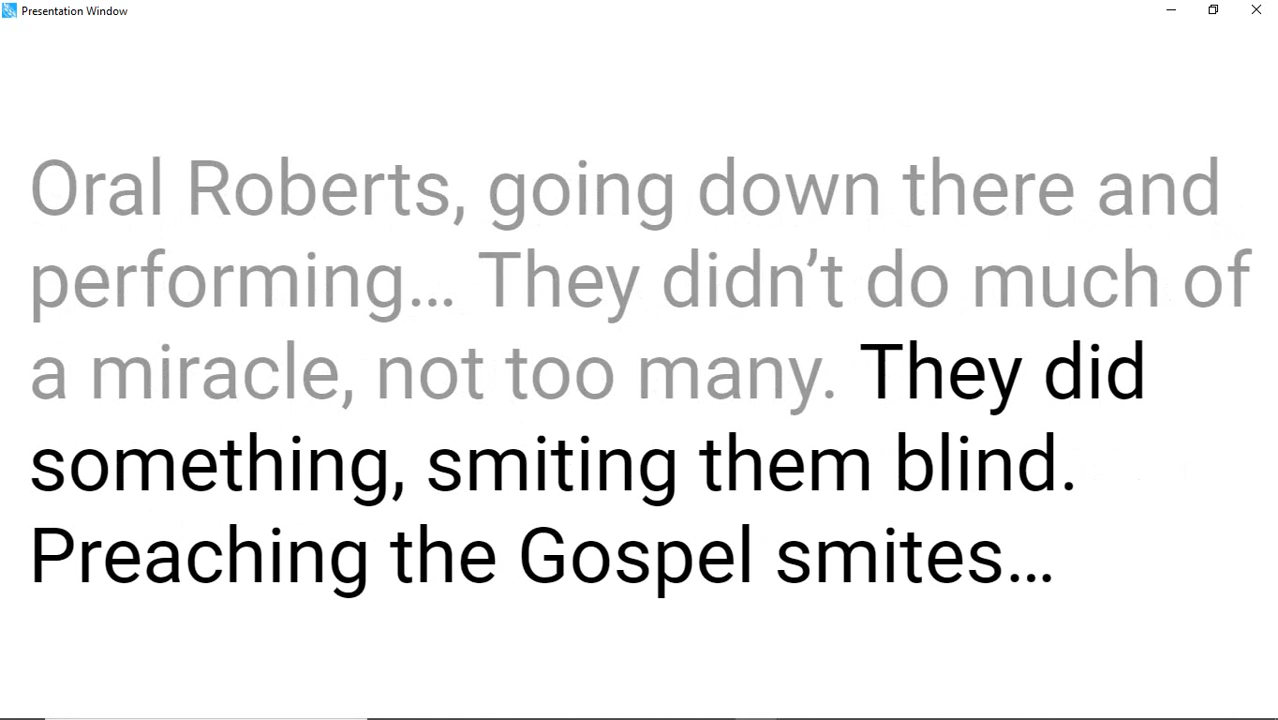 Presentation Window
Oral Roberts, going down there and
performing… They didn’t do much of
a miracle, not too many. They did
something, smiting them blind.
Preaching the Gospel smites…